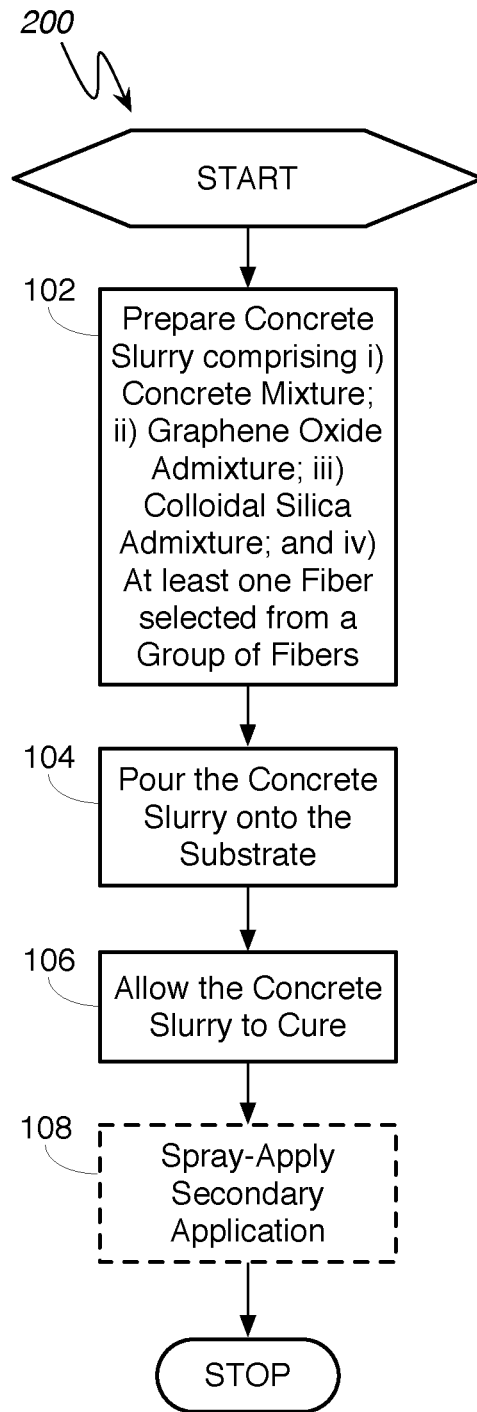 200
START
102
Prepare Concrete
Slurry comprising i)
Concrete Mixture;
ii) Graphene Oxide
Admixture; iii)
Colloidal Silica
Admixture; and iv)
At least one Fiber
selected from a
Group of Fibers
104
Pour the Concrete
Slurry onto the
Substrate
106
Allow the Concrete
Slurry to Cure
108
Spray-Apply
Secondary
Application
STOP